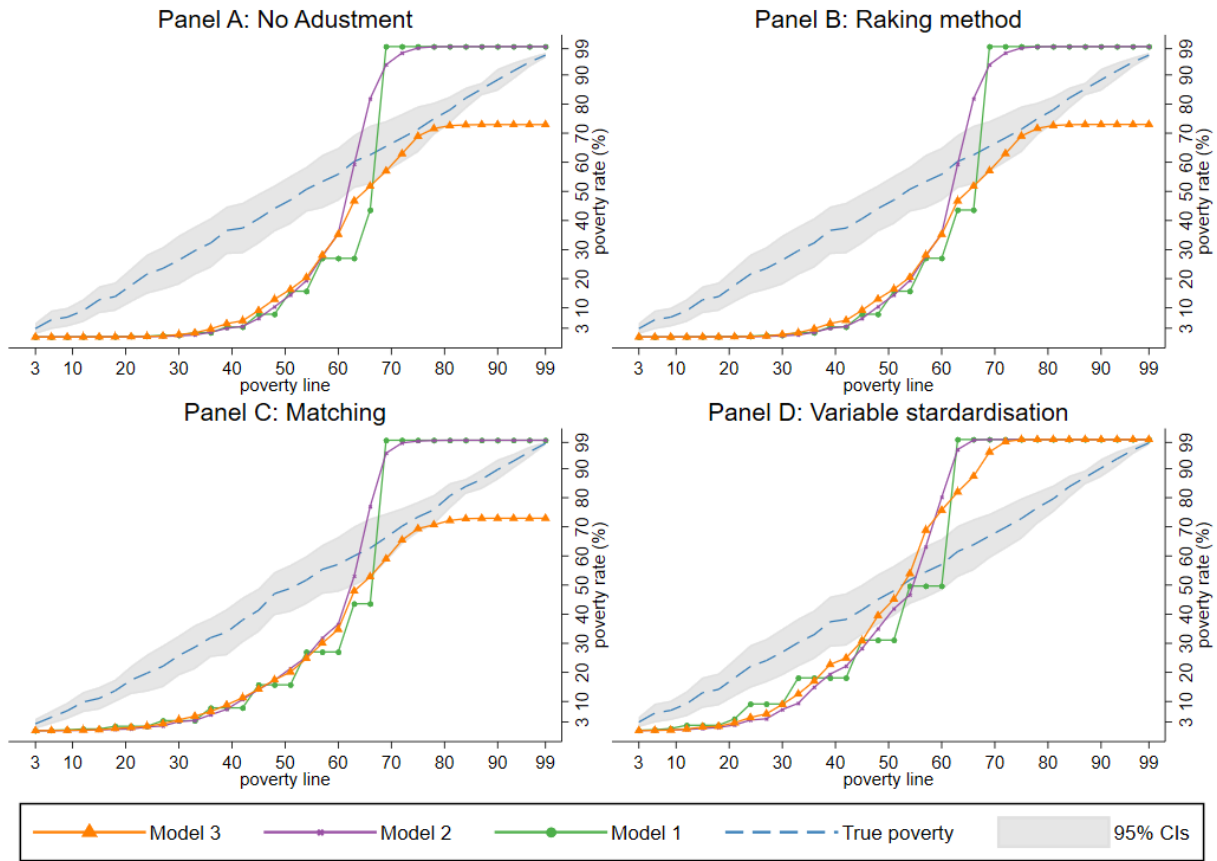 Panel A: No Adustment
99
90
80
70
60
50
40
30
20
10
3
poverty rate (%)
3 10 20 30 40 50 60 70 80 90 99
poverty line
Panel B: Raking method
99
90
80
70
60
50
40
30
20
10
3
poverty rate (%)
3 10 20 30 40 50 60 70 80 90 99
poverty line
Panel C: Matching
99
90
80
70
60
50
40
30
20
10
3
poverty rate (%)
3 10 20 30 40 50 60 70 80 90 99
poverty line
Panel D: Variable stardardisation
99
90
80
70
60
50
40
30
20
10
3
poverty rate (%)
3 10 20 30 40 50 60 70 80 90 99
poverty line
Model 3 Model 2 Model 1 True poverty 95% CIs